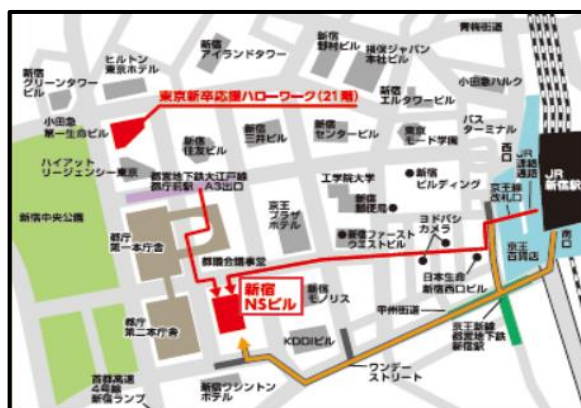 青梅街道
新宿
アイランドタワー
新宿
野村ビル
損保ジャパン
本社ビル
ヒルトン
東京ホテル
新宿
グリーンタワー
ビル
小田急ハルク
東京新卒応援ハローワーク(21階)
新宿
エルタワービル
小田急
第一生命ビル
バス
ターミナル
新宿
住友ビル
新宿
三井ビル
新宿
センタービル
東京
モード学園
西口
JR
連絡
通路
JR
新宿駅
ハイアット
リージェンシー東京
都営地下鉄大江戸線
都庁前駅 A3出口
工学院大学
新宿
ビルディング
京王線
改札口
新宿中央公園
京王
プラザ
ホテル
新宿
郵便局
ヨドバシ
カメラ
都庁
第一本庁舎
都議会議事堂
新宿ファースト
ウエストビル
京王
百貨店
南口
新宿
NSビル
新宿
モノリス
日本生命
新宿西口ビル
甲州街道
都庁
第二本庁舎
KDDIビル
京王新線
都営地下鉄
新宿駅
首都高速
4号線
新宿ランプ
新宿ワシントン
ホテル
ワンデー
ストリート